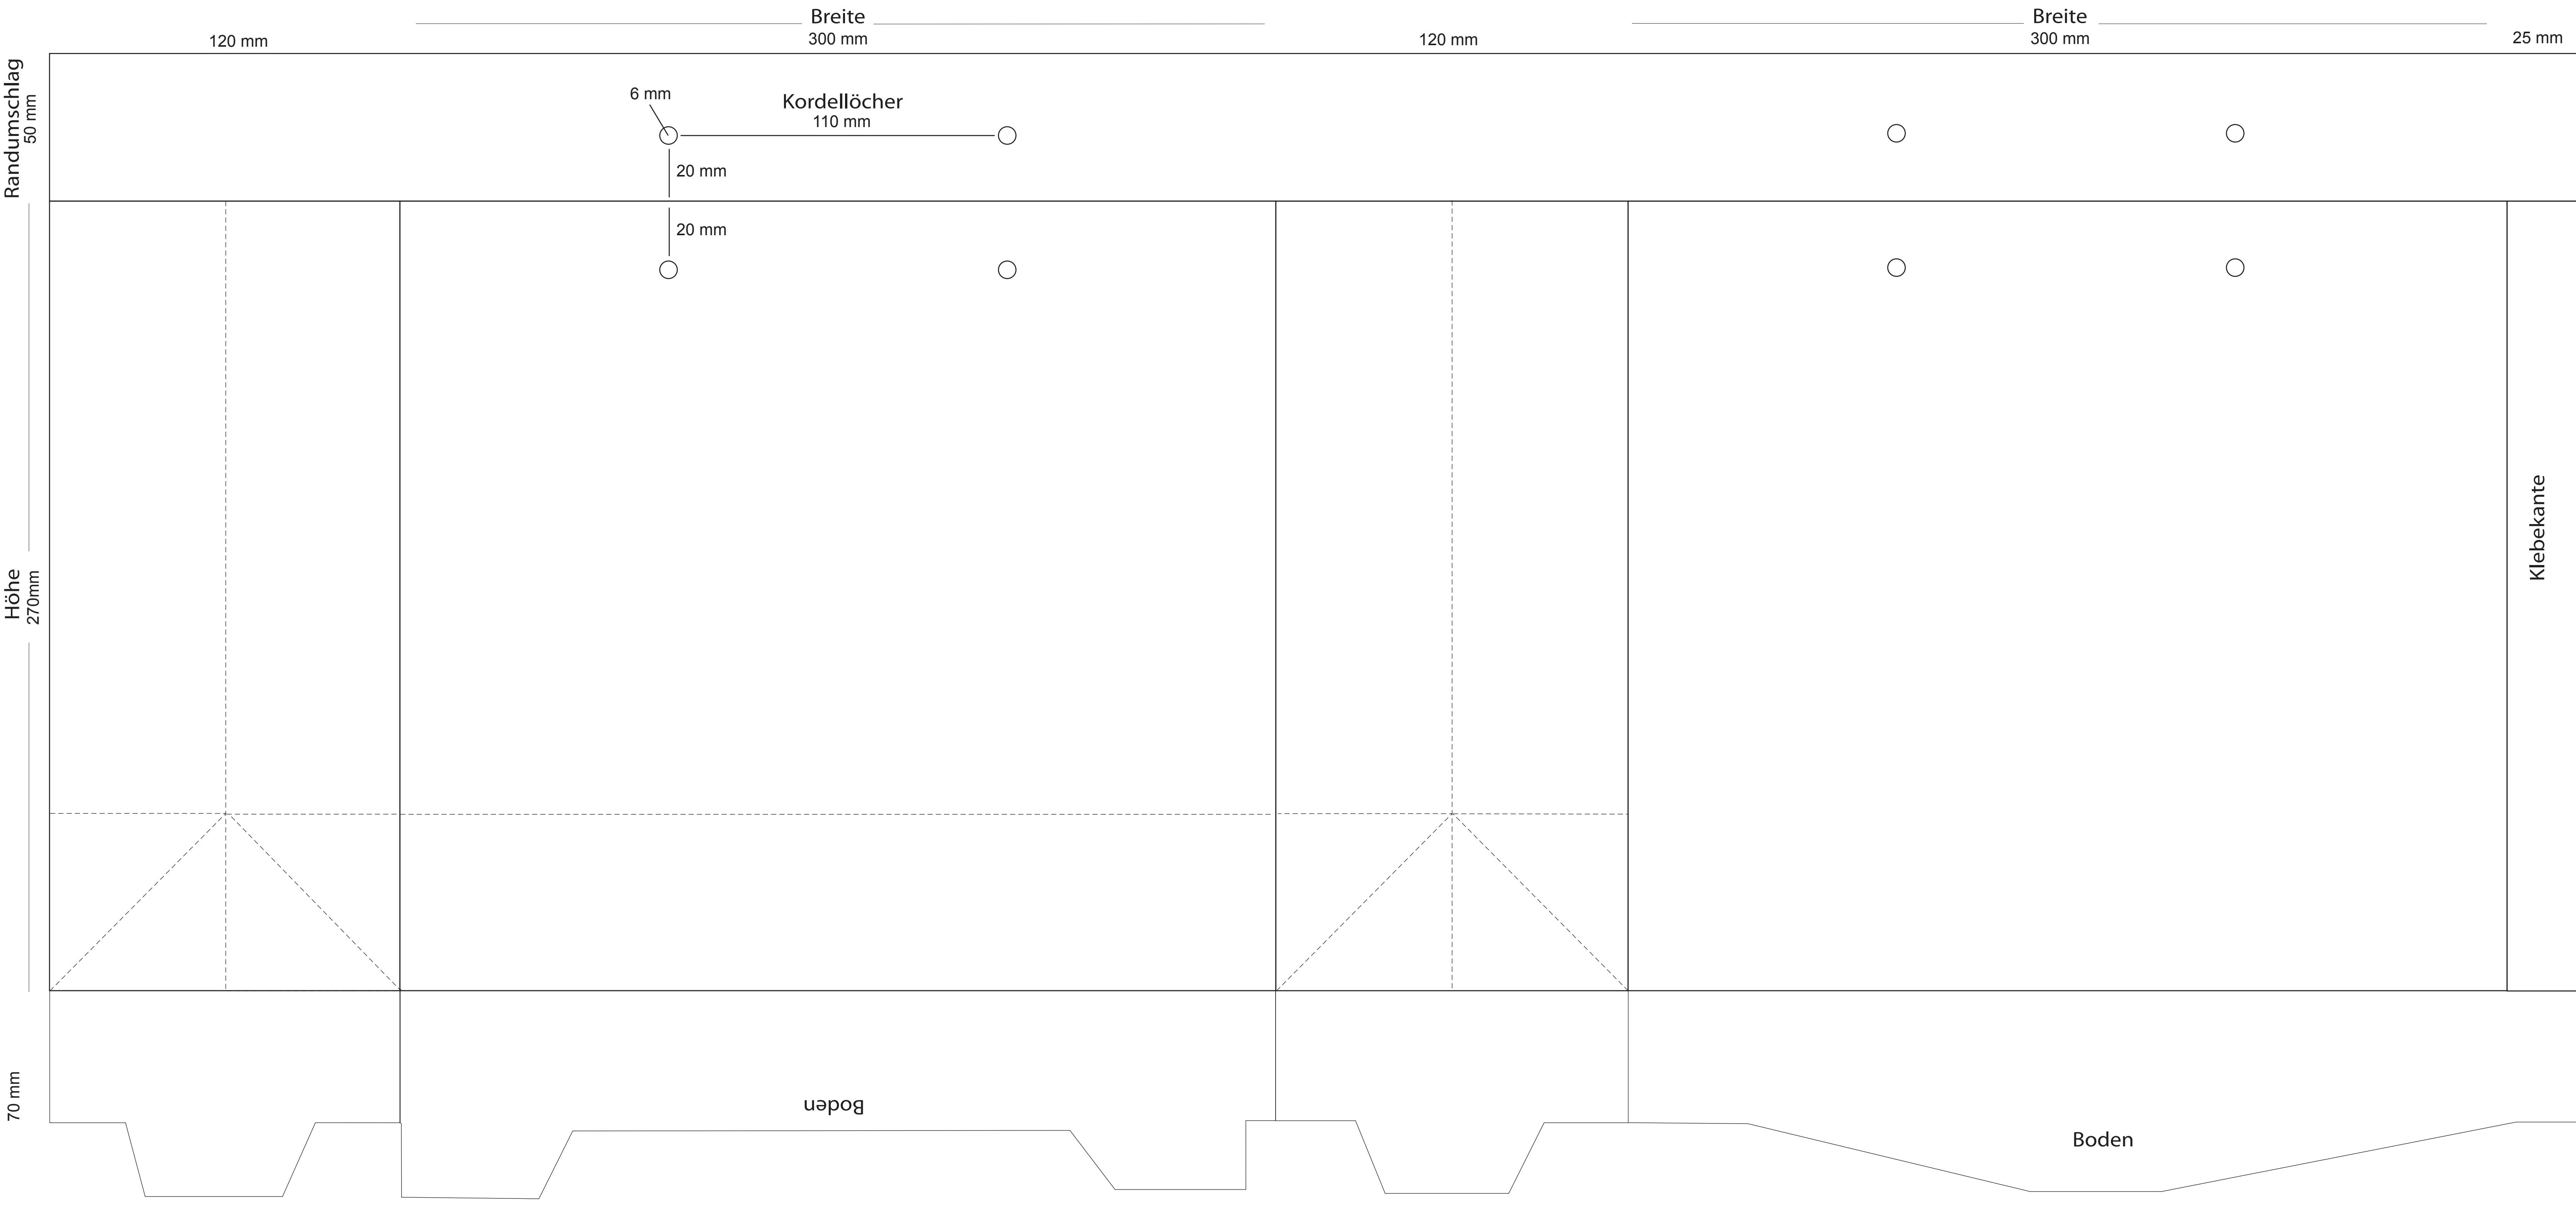 Breite
300 mm
Breite
300 mm
120 mm
120 mm
25 mm
Randumschlag
50 mm
6 mm
Kordellöcher
110 mm
20 mm
20 mm
Höhe
270mm
Klebekante
70 mm
Boden
Boden